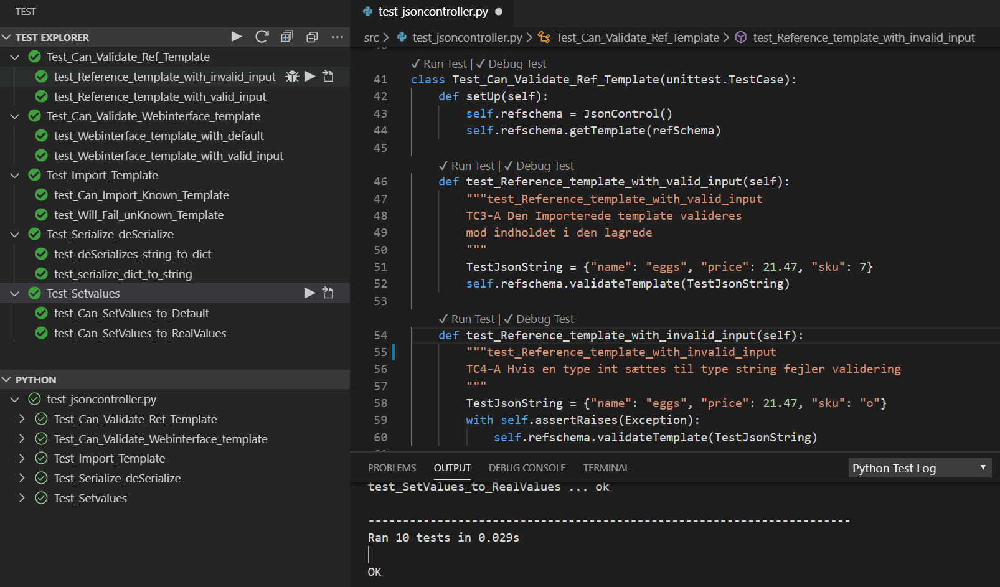 TEST
TEST EXPLORER
Test_Can_Validate_Ref_Template
test_Reference_template_with_invalid_input
test_Reference_template_with_valid_input
Test_Can_Validate_Webinterface_template
test_Webinterface_template_with_default
test_Webinterface_template_with_valid_input
Test_Import_Template
test_Can_Import_Known_Template
test_Will_Fail_unKnown_Template
Test_Serialize_deSerialize
test_deSerializes_string_to_dict
test_serialize_dict_to_string
Test_Setvalues
test_Can_SetValues_to_Default
test_Can_SetValues_to_RealValues
PYTHON
test_jsoncontroller.py
Test_Can_Validate_Ref_Template
Test_Can_Validate_Webinterface_template
Test_Import_Template
Test_Serialize_deSerialize
Test_Setvalues
test_jsoncontroller.py
src > test_jsoncontroller.py > Test_Can_Validate_Ref_Template > test_Reference_template_with_invalid_input
✓ Run Test | ✓ Debug Test
41 class Test_Can_Validate_Ref_Template(unittest.TestCase):
42 def setUp(self):
43 self.refschema = JsonControl()
44 self.refschema.getTemplate(refSchema)
45
✓ Run Test | ✓ Debug Test
46 def test_Reference_template_with_valid_input(self):
47 """test_Reference_template_with_valid_input
48 TC3-A Den Importerede template valideres
49 mod indholdet i den lagrede
50 """
51 TestJsonString = {"name": "eggs", "price": 21.47, "sku": 7}
52 self.refschema.validateTemplate(TestJsonString)
53
✓ Run Test | ✓ Debug Test
54 def test_Reference_template_with_invalid_input(self):
55 """test_Reference_template_with_invalid_input
56 TC4-A Hvis en type int sættes til type string fejler validering
57 """
58 TestJsonString = {"name": "eggs", "price": 21.47, "sku": "o"}
59 with self.assertRaises(Exception):
60 self.refschema.validateTemplate(TestJsonString)
PROBLEMS OUTPUT DEBUG CONSOLE TERMINAL Python Test Log
test_SetValues_to_RealValues ... ok
----------------------------------------------------------------------
Ran 10 tests in 0.029s
OK